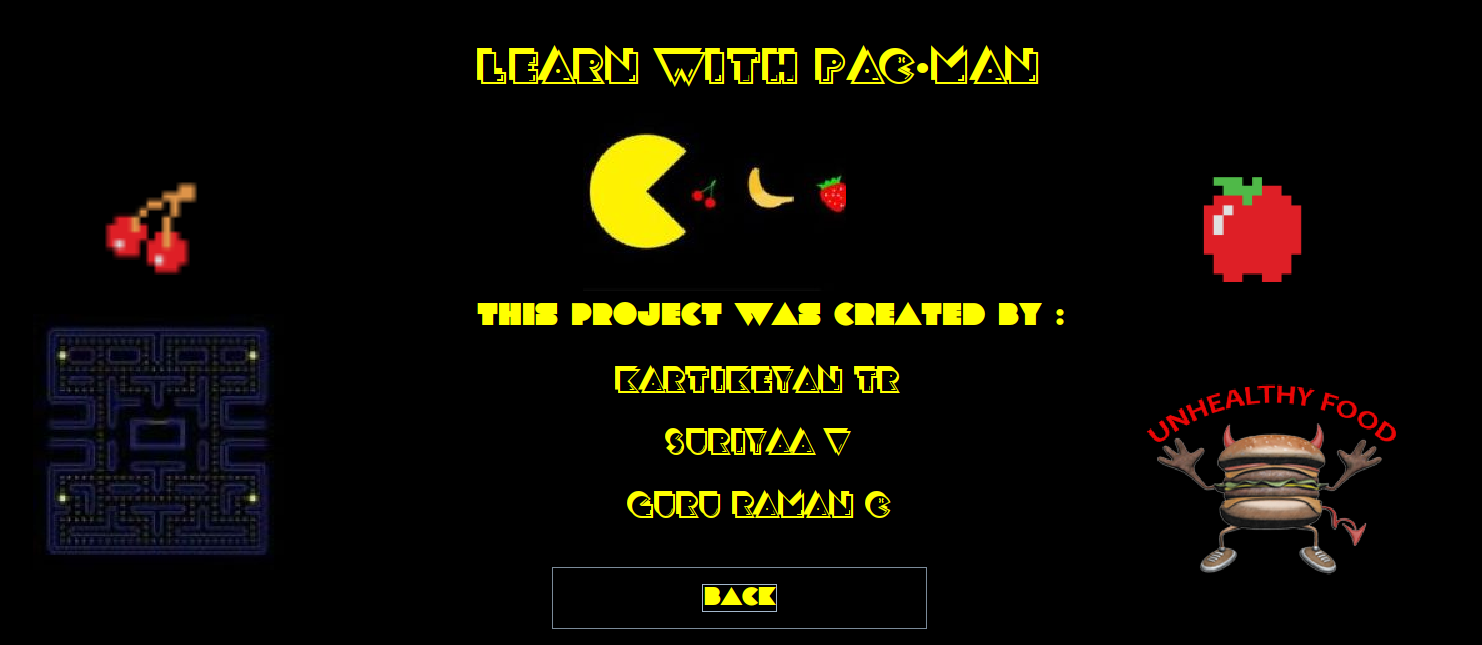 LEARN WITH PAC•MAN
THIS PROJECT WAS CREATED BY :
KARTIKEYAN TR
UNHEALTHY FOOD
SURIYAA V
GURU RAMAN C
BACK